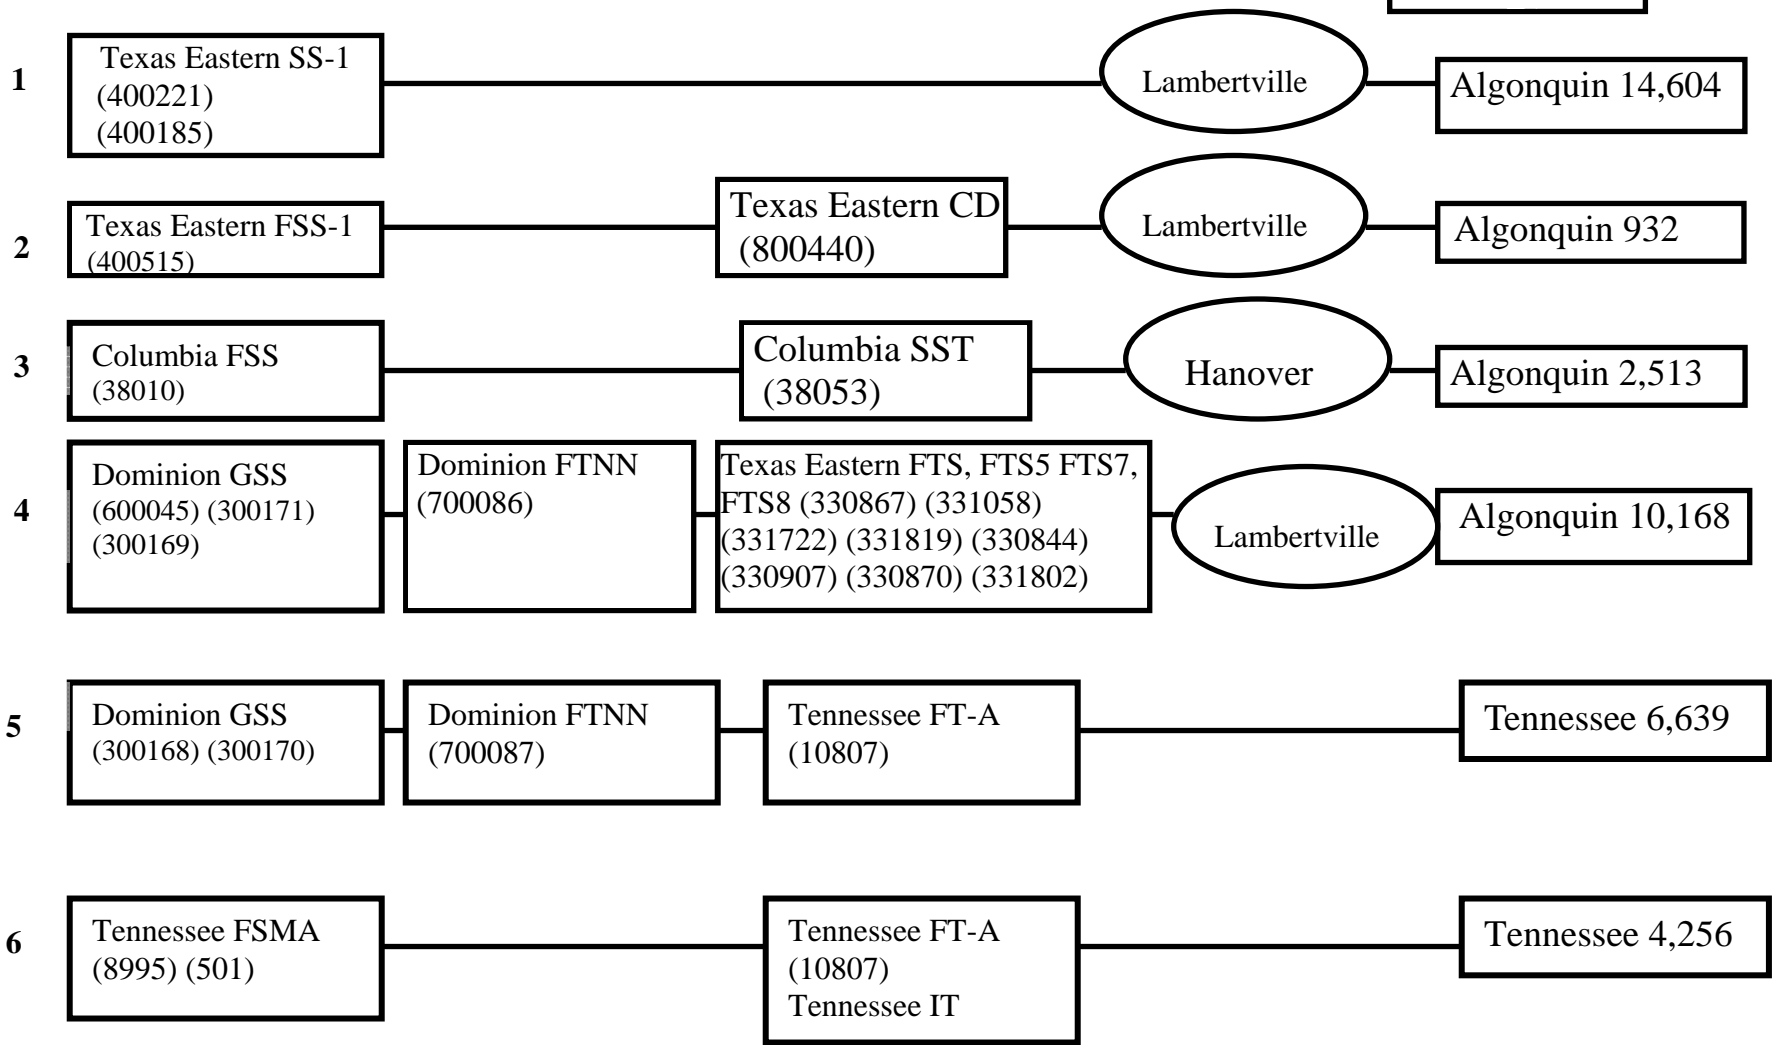 1
Texas Eastern SS-1
(400221)
(400185)
Lambertville
Algonquin 14,604
2
Texas Eastern FSS-1
(400515)
Texas Eastern CD
(800440)
Lambertville
Algonquin 932
3
Columbia FSS
(38010)
Columbia SST
(38053)
Hanover
Algonquin 2,513
4
Dominion GSS
(600045) (300171)
(300169)
Dominion FTNN
(700086)
Texas Eastern FTS, FTS5 FTS7,
FTS8 (330867) (331058)
(331722) (331819) (330844)
(330907) (330870) (331802)
Lambertville
Algonquin 10,168
5
Dominion GSS
(300168) (300170)
Dominion FTNN
(700087)
Tennessee FT-A
(10807)
Tennessee 6,639
6
Tennessee FSMA
(8995) (501)
Tennessee FT-A
(10807)
Tennessee IT
Tennessee 4,256